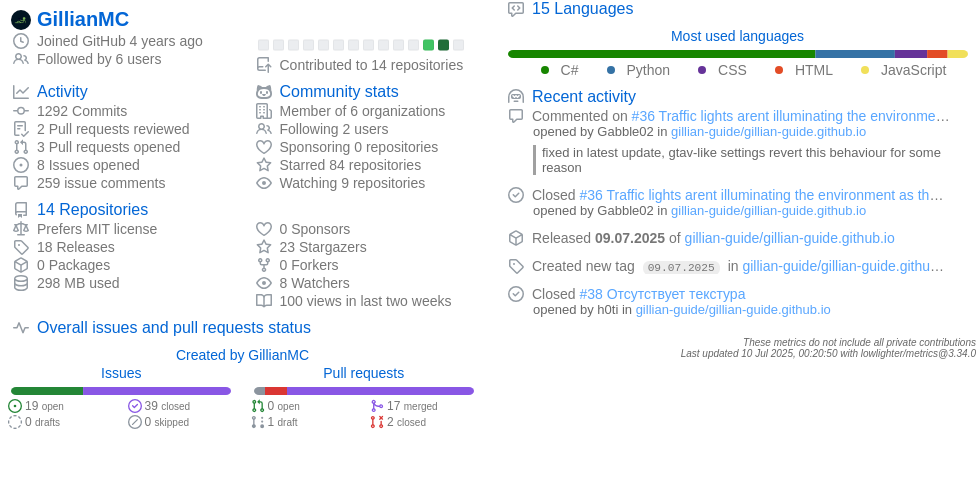 GillianMC
Joined GitHub 4 years ago
Followed by 6 users
Contributed to 14 repositories
Activity
1292 Commits
2 Pull requests reviewed
3 Pull requests opened
8 Issues opened
259 issue comments
Community stats
Member of 6 organizations
Following 2 users
Sponsoring 0 repositories
Starred 84 repositories
Watching 9 repositories
14 Repositories
Prefers MIT license
18 Releases
0 Packages
298 MB used
0 Sponsors
23 Stargazers
0 Forkers
8 Watchers
100 views in last two weeks
Overall issues and pull requests status
Created by GillianMC
Issues
19 open
39 closed
0 drafts
0 skipped
Pull requests
0 open
17 merged
1 draft
2 closed
15 Languages
Most used languages
C# Python CSS HTML JavaScript
Recent activity
Commented on #36 Traffic lights arent illuminating the environme…
opened by Gabble02 in gillian-guide/gillian-guide.github.io
fixed in latest update, gtav-like settings revert this behaviour for some
reason
Closed #36 Traffic lights arent illuminating the environment as th…
opened by Gabble02 in gillian-guide/gillian-guide.github.io
Released 09.07.2025 of gillian-guide/gillian-guide.github.io
Created new tag 09.07.2025 in gillian-guide/gillian-guide.githu…
Closed #38 Отсутствует текстура
opened by h0ti in gillian-guide/gillian-guide.github.io
These metrics do not include all private contributions
Last updated 10 Jul 2025, 00:20:50 with lowlighter/metrics@3.34.0